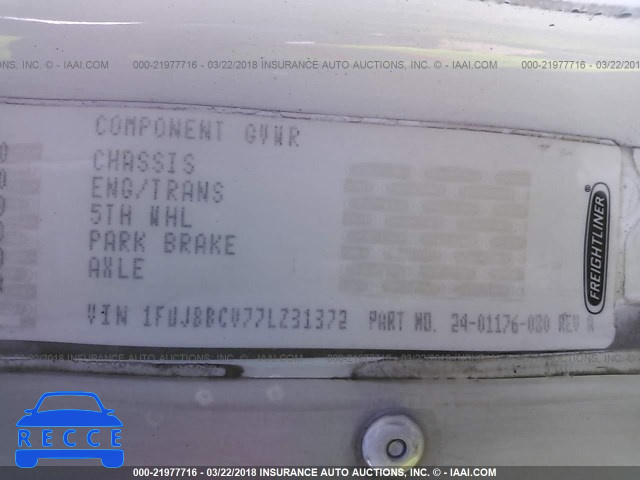 000-21977716 - 03/22/2018 INSURANCE AUTO AUCTIONS, INC. - © IAAI.COM
COMPONENT GVWR
CHASSIS
ENG/TRANS
5TH WHL
PARK BRAKE
AXLE
VIN 1FUJBBCV77LZ31372 PART NO. 24-01176-020 REV
FREIGHTLINER ®
RECCE
000-21977716 - 03/22/2018 INSURANCE AUTO AUCTIONS, INC. - © IAAI.COM